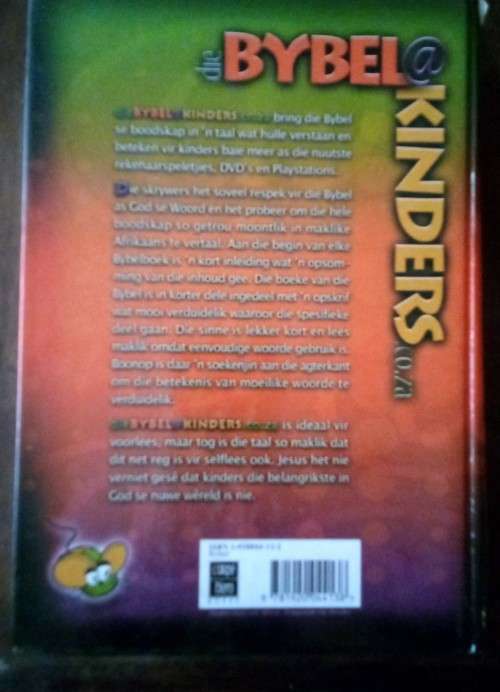 die BYBEL@
KINDERS.co.za
die BYBEL@KINDERS.co.za bring die Bybel
se boodskap in 'n taal wat hulle verstaan en
beteken vir kinders baie meer as die nuutste
rekenaarspeletjies, DVD's en Playstations.
Die skrywers het soveel respek vir die Bybel
as God se Woord en het probeer om die hele
boodskap so getrou moontlik in maklike
Afrikaans te vertaal. Aan die begin van elke
Bybelboek is 'n kort inleiding wat 'n opsom-
ming van die inhoud gee. Die boeke van die
Bybel is in korter dele ingedeel met 'n opskrif
wat mooi verduidelik waaroor die spesifieke
deel gaan. Die sinne is lekker kort en lees
maklik omdat eenvoudige woorde gebruik is.
Boonop is daar 'n soekenjin aan die agterkant
om die betekenis van moeilike woorde te
verduidelik.
die BYBEL@KINDERS.co.za is ideaal vir
voorlees, maar tog is die taal so maklik dat
dit net reg is vir selflees ook. Jesus het nie
verniet gesê dat kinders die belangrikste in
God se nuwe wêreld is nie.